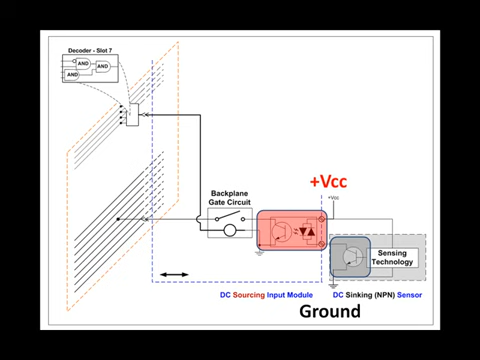 Decoder - Slot 7
AND
AND
AND
+Vcc
+Vcc
Backplane
Gate Circuit
Sensing
Technology
DC Sourcing Input Module
DC Sinking (NPN) Sensor
Ground